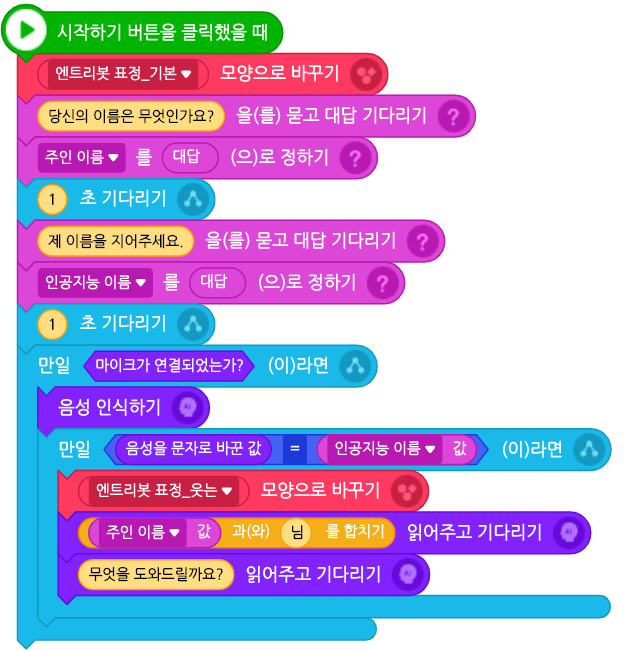 시작하기 버튼을 클릭했을 때
엔트리봇 표정_기본 모양으로 바꾸기
당신의 이름은 무엇인가요? 을(를) 묻고 대답 기다리기 ?
주인 이름 를 대답 (으)로 정하기 ?
1 초 기다리기
제 이름을 지어주세요. 을(를) 묻고 대답 기다리기 ?
인공지능 이름 를 대답 (으)로 정하기 ?
1 초 기다리기
만일 마이크가 연결되었는가? (이)라면
음성 인식하기 AI
만일 음성을 문자로 바꾼 값 = 인공지능 이름 값 (이)라면
엔트리봇 표정_웃는 모양으로 바꾸기
주인 이름 값 과(와) 님 를 합치기 읽어주고 기다리기 AI
무엇을 도와드릴까요? 읽어주고 기다리기 AI